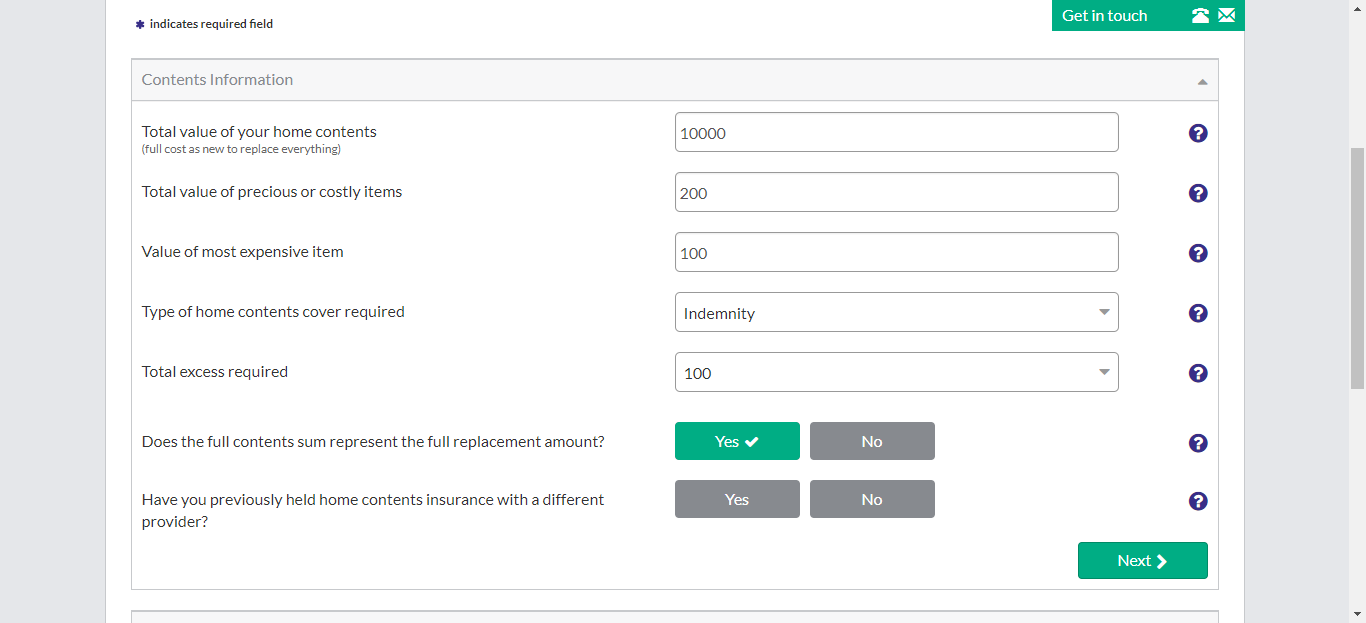 ✱ indicates required field
Get in touch
Contents Information
Total value of your home contents
(full cost as new to replace everything)
10000
Total value of precious or costly items
200
Value of most expensive item
100
Type of home contents cover required
Indemnity
Total excess required
100
Does the full contents sum represent the full replacement amount?
Yes ✔ No
Have you previously held home contents insurance with a different
provider?
Yes No
Next